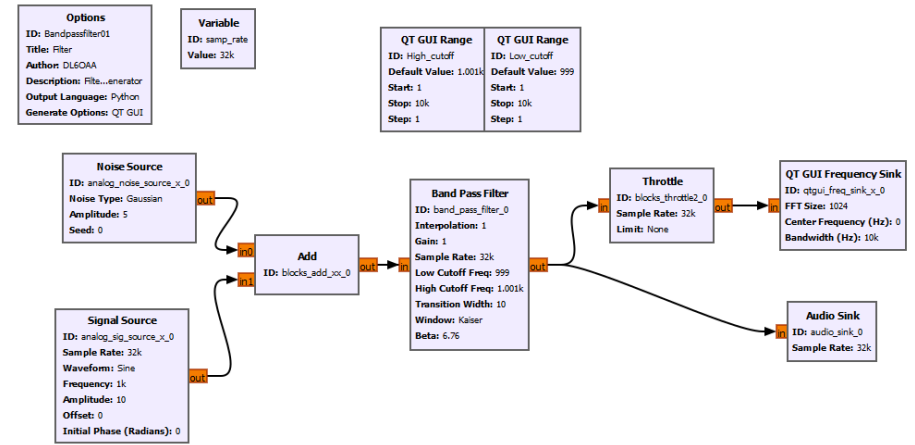 Options
ID: Bandpassfilter01
Title: Filter
Author: DL6OAA
Description: Filte...enerator
Output Language: Python
Generate Options: QT GUI
Variable
ID: samp_rate
Value: 32k
QT GUI Range
ID: High_cutoff
Default Value: 1.001k
Start: 1
Stop: 10k
Step: 1
QT GUI Range
ID: Low_cutoff
Default Value: 999
Start: 1
Stop: 10k
Step: 1
Noise Source
ID: analog_noise_source_x_0
Noise Type: Gaussian
Amplitude: 5
Seed: 0
out
Signal Source
ID: analog_sig_source_x_0
Sample Rate: 32k
Waveform: Sine
Frequency: 1k
Amplitude: 10
Offset: 0
Initial Phase (Radians): 0
out
in0
in1
Add
ID: blocks_add_xx_0
out
in
Band Pass Filter
ID: band_pass_filter_0
Interpolation: 1
Gain: 1
Sample Rate: 32k
Low Cutoff Freq: 999
High Cutoff Freq: 1.001k
Transition Width: 10
Window: Kaiser
Beta: 6.76
out
in
Throttle
ID: blocks_throttle2_0
Sample Rate: 32k
Limit: None
out
in
QT GUI Frequency Sink
ID: qtgui_freq_sink_x_0
FFT Size: 1024
Center Frequency (Hz): 0
Bandwidth (Hz): 10k
in
Audio Sink
ID: audio_sink_0
Sample Rate: 32k